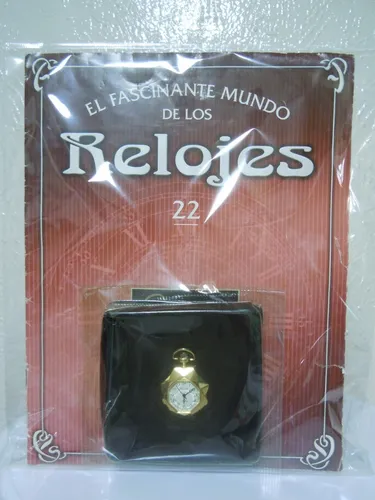 EL FASCINANTE MUNDO
DE LOS
Relojes
22